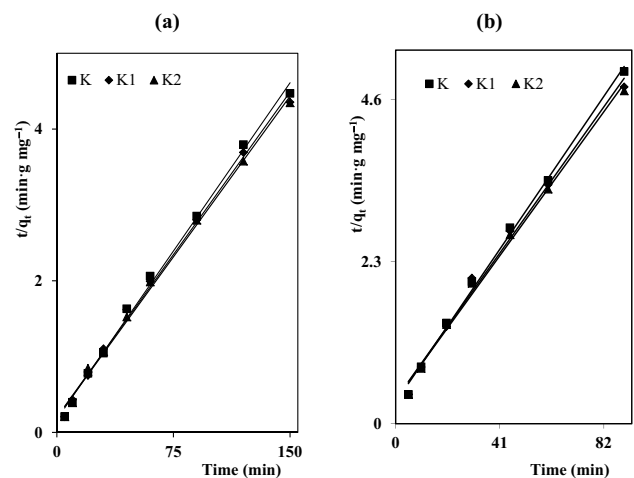 (a)
t/qt (min·g mg⁻¹)
K K1 K2
4
2
0
0 75 150
Time (min)
(b)
t/qt (min·g mg⁻¹)
K K1 K2
4.6
2.3
0
0 41 82
Time (min)